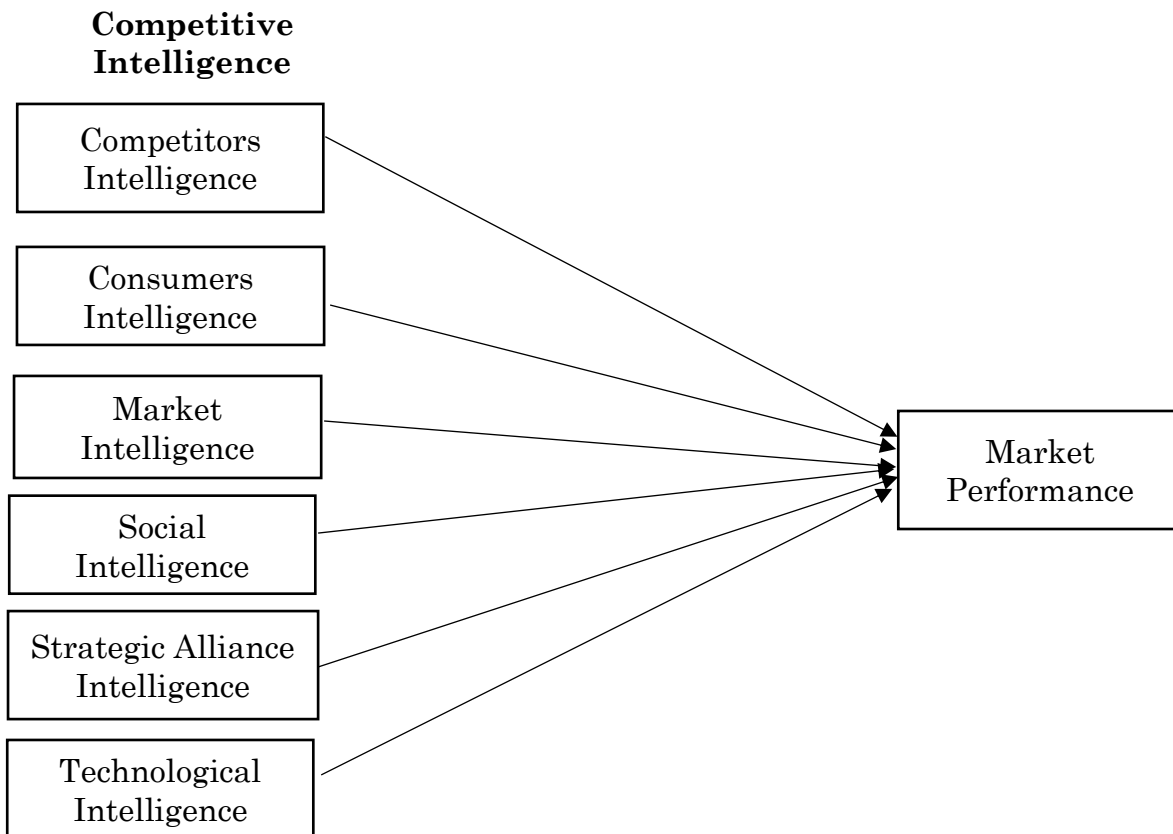 Competitive
Intelligence
Competitors
Intelligence
Consumers
Intelligence
Market
Intelligence
Social
Intelligence
Strategic Alliance
Intelligence
Technological
Intelligence
Market
Performance